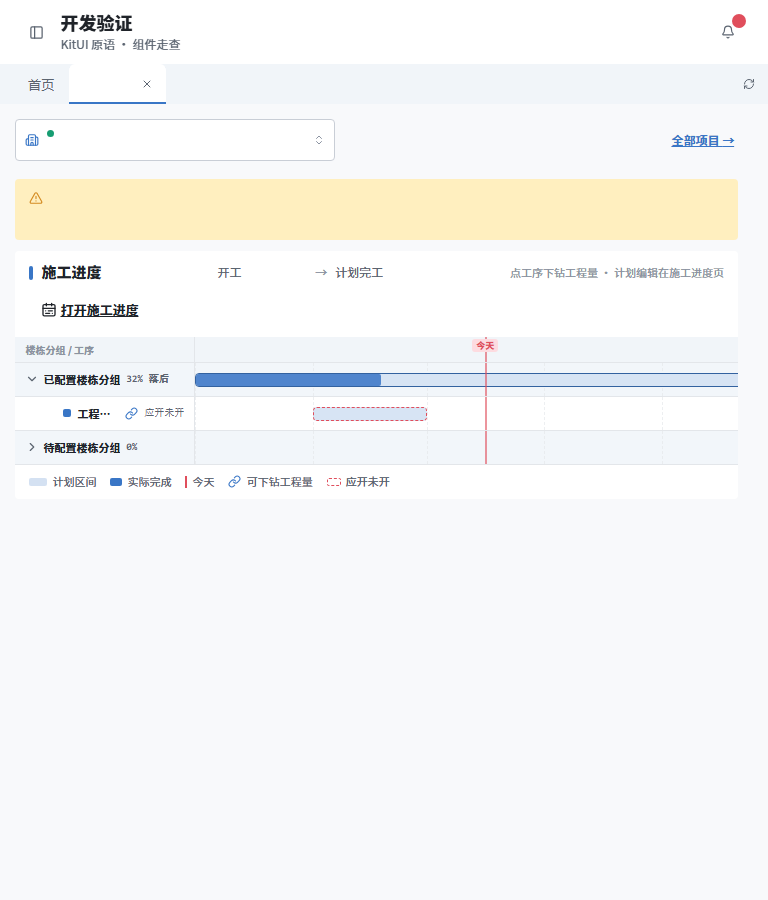 开发验证
KitUI 原语 · 组件走查
首页
全部项目 →
施工进度 开工 → 计划完工 点工序下钻工程量 · 计划编辑在施工进度页
打开施工进度
楼栋分组 / 工序 今天
已配置楼栋分组 32% 落后
工程… 应开未开
待配置楼栋分组 0%
计划区间 实际完成 今天 可下钻工程量 应开未开